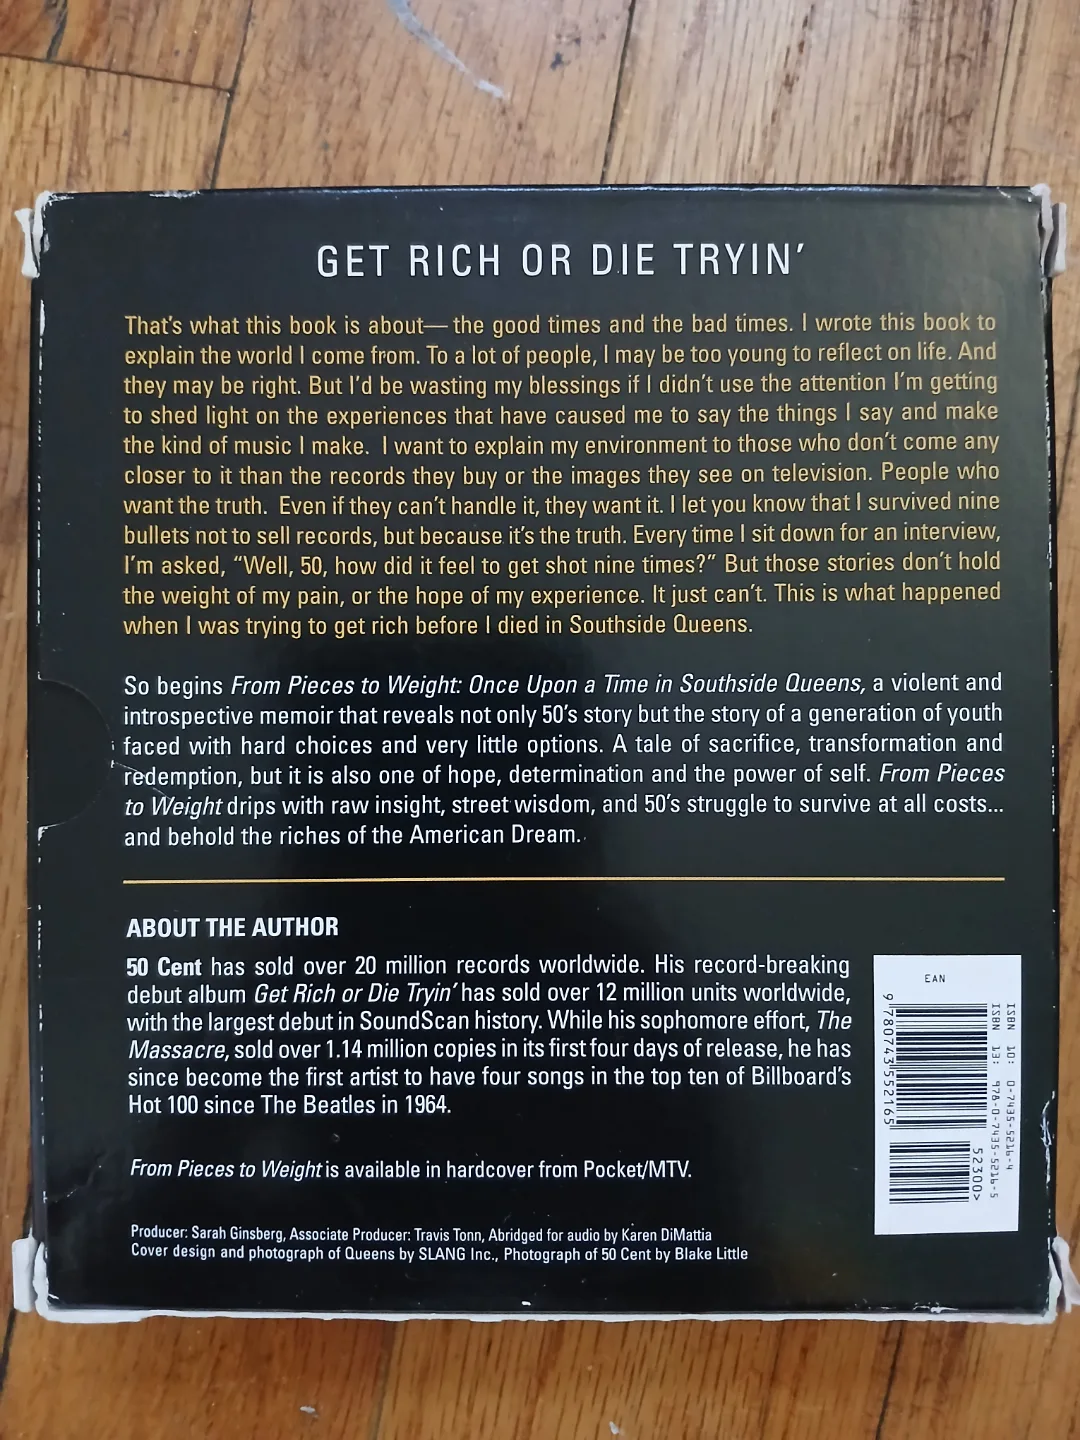 GET RICH OR DIE TRYIN'
That's what this book is about— the good times and the bad times. I wrote this book to
explain the world I come from. To a lot of people, I may be too young to reflect on life. And
they may be right. But I'd be wasting my blessings if I didn't use the attention I'm getting
to shed light on the experiences that have caused me to say the things I say and make
the kind of music I make. I want to explain my environment to those who don't come any
closer to it than the records they buy or the images they see on television. People who
want the truth. Even if they can't handle it, they want it. I let you know that I survived nine
bullets not to sell records, but because it's the truth. Every time I sit down for an interview,
I'm asked, “Well, 50, how did it feel to get shot nine times?” But those stories don't hold
the weight of my pain, or the hope of my experience. It just can't. This is what happened
when I was trying to get rich before I died in Southside Queens.
So begins From Pieces to Weight: Once Upon a Time in Southside Queens, a violent and
introspective memoir that reveals not only 50's story but the story of a generation of youth
faced with hard choices and very little options. A tale of sacrifice, transformation and
redemption, but it is also one of hope, determination and the power of self. From Pieces
to Weight drips with raw insight, street wisdom, and 50's struggle to survive at all costs...
and behold the riches of the American Dream.
ABOUT THE AUTHOR
50 Cent has sold over 20 million records worldwide. His record-breaking
debut album Get Rich or Die Tryin' has sold over 12 million units worldwide,
with the largest debut in SoundScan history. While his sophomore effort, The
Massacre, sold over 1.14 million copies in its first four days of release, he has
since become the first artist to have four songs in the top ten of Billboard's
Hot 100 since The Beatles in 1964.
From Pieces to Weight is available in hardcover from Pocket/MTV.
Producer: Sarah Ginsberg, Associate Producer: Travis Tonn, Abridged for audio by Karen DiMattia
Cover design and photograph of Queens by SLANG Inc., Photograph of 50 Cent by Blake Little
EAN
ISBN 10: 0-7435-5216-4
ISBN 13: 978-0-7435-5216-5
9 780743 552165
52300>